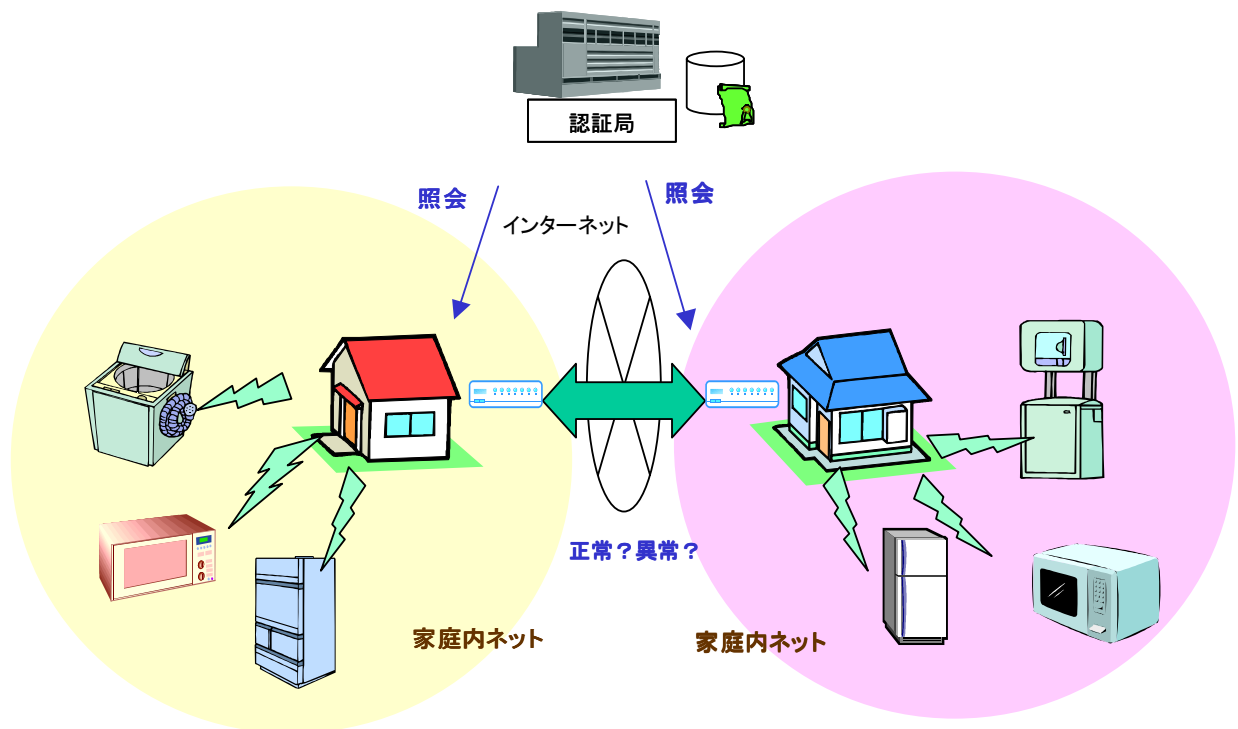 認証局
照会
照会
インターネット
正常？異常？
家庭内ネット
家庭内ネット